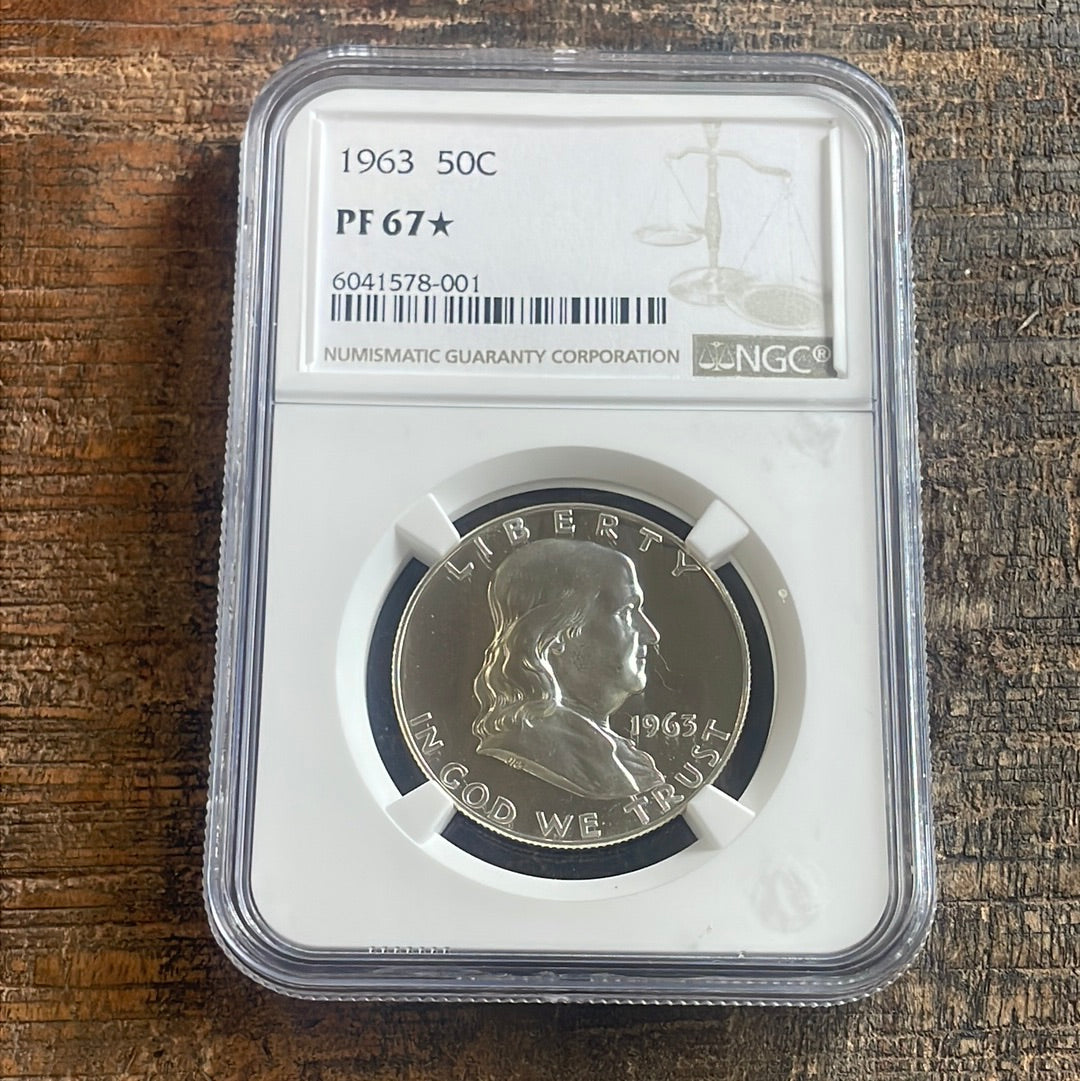 1963 50C
PF 67★
6041578-001
NUMISMATIC GUARANTY CORPORATION NGC®
LIBERTY
1963
IN GOD WE TRUST